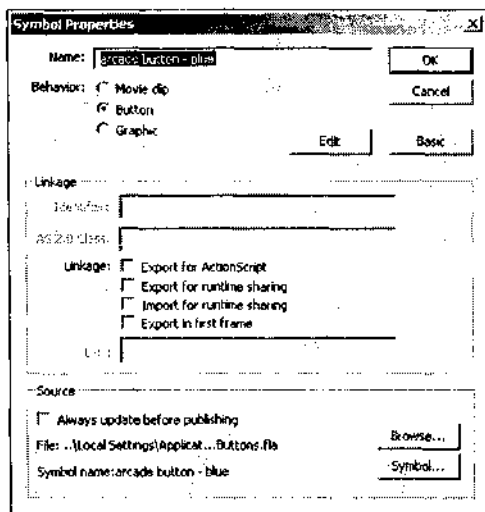 Symbol Properties
Name: arcade button - blue
OK
Behavior: Movie clip
Cancel
Button
Graphic
Edit
Basic
Linkage
Identifier:
AS 2.0 Class:
Linkage: Export for ActionScript
Export for runtime sharing
Import for runtime sharing
Export in first frame
URL:
Source
Always update before publishing
File: ..\Local Settings\Applicat...Buttons.fla
Browse...
Symbol name:arcade button - blue
Symbol...